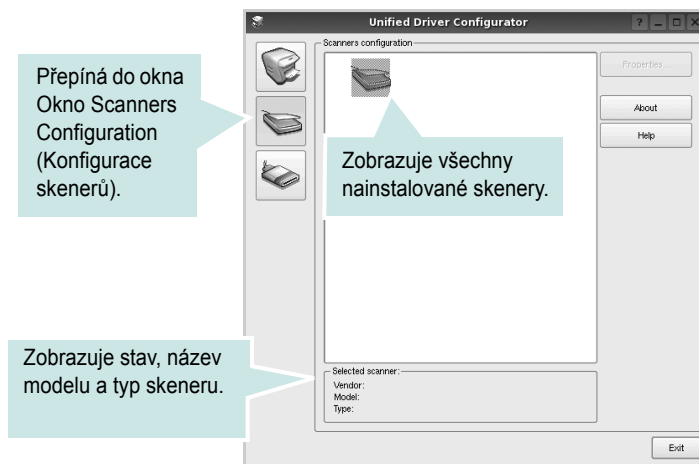 Unified Driver Configurator
Scanners configuration
Properties...
About
Help
Přepíná do okna
Okno Scanners
Configuration
(Konfigurace
skenerů).
Zobrazuje všechny
nainstalované skenery.
Zobrazuje stav, název
modelu a typ skeneru.
Selected scanner:
Vendor:
Model:
Type:
Exit